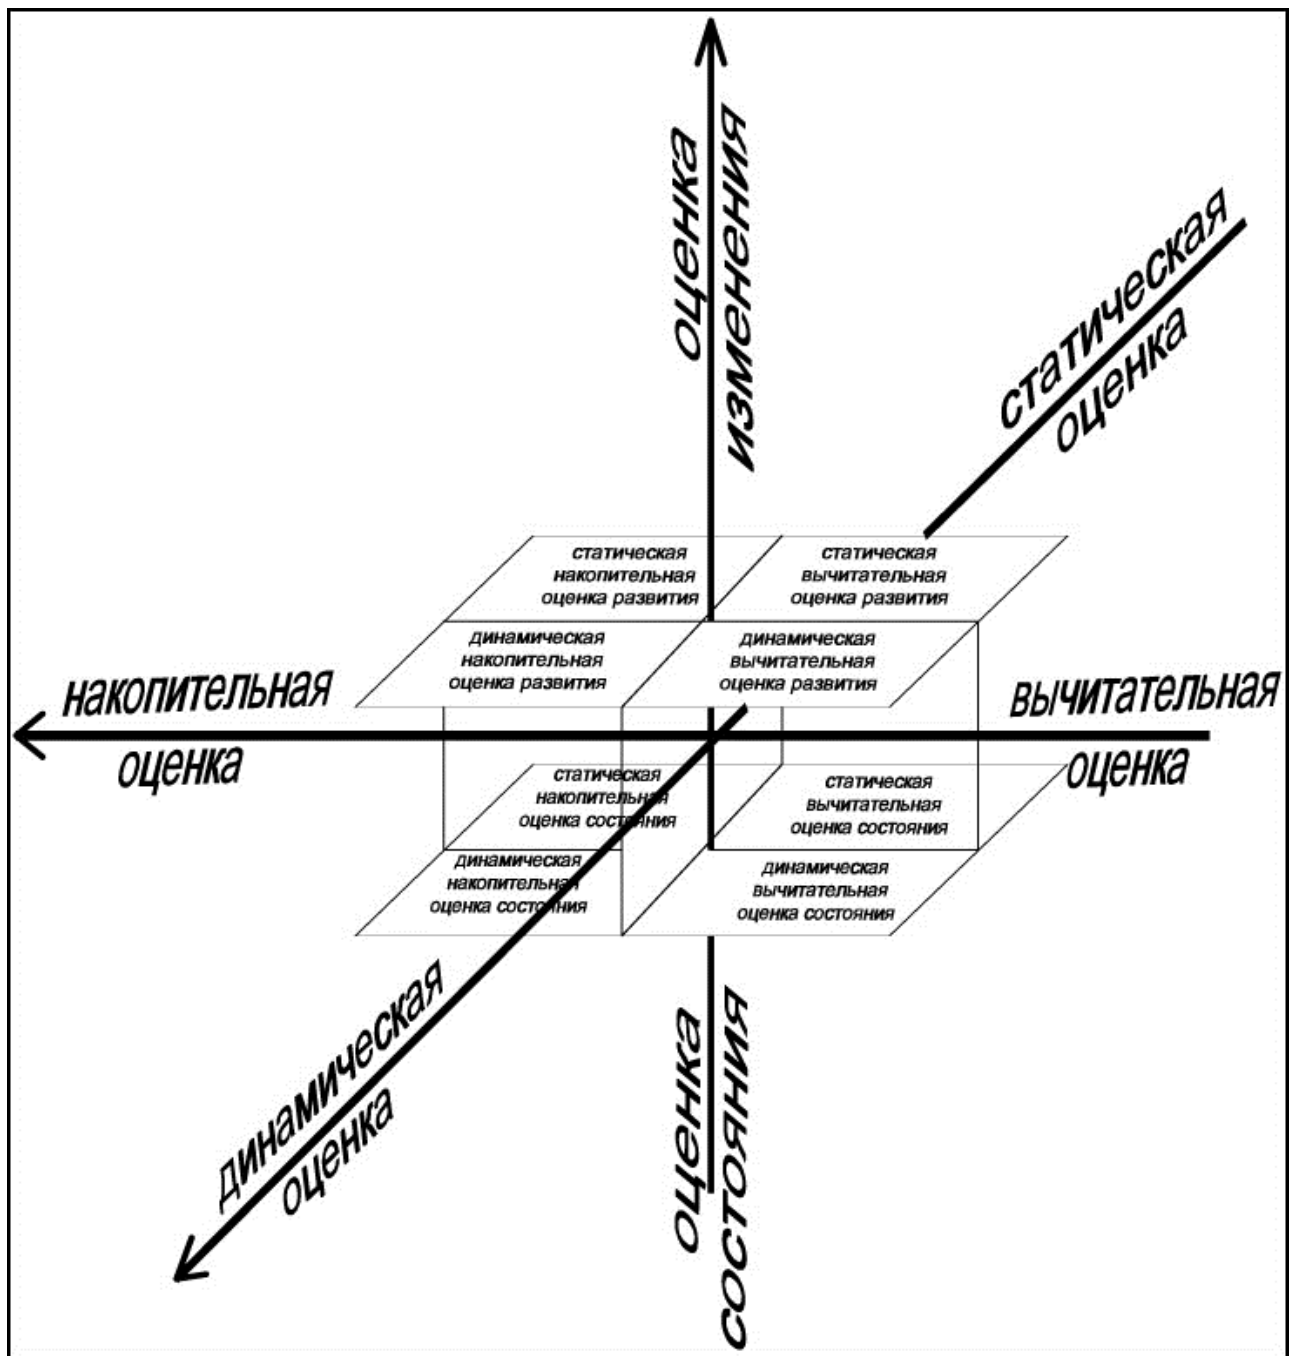 оценка
изменения
статическая
оценка
статическая
накопительная
оценка развития
статическая
вычитательная
оценка развития
динамическая
накопительная
оценка развития
динамическая
вычитательная
оценка развития
накопительная
оценка
вычитательная
оценка
статическая
накопительная
оценка состояния
статическая
вычитательная
оценка состояния
динамическая
накопительная
оценка состояния
динамическая
вычитательная
оценка состояния
динамическая
оценка
оценка
состояния